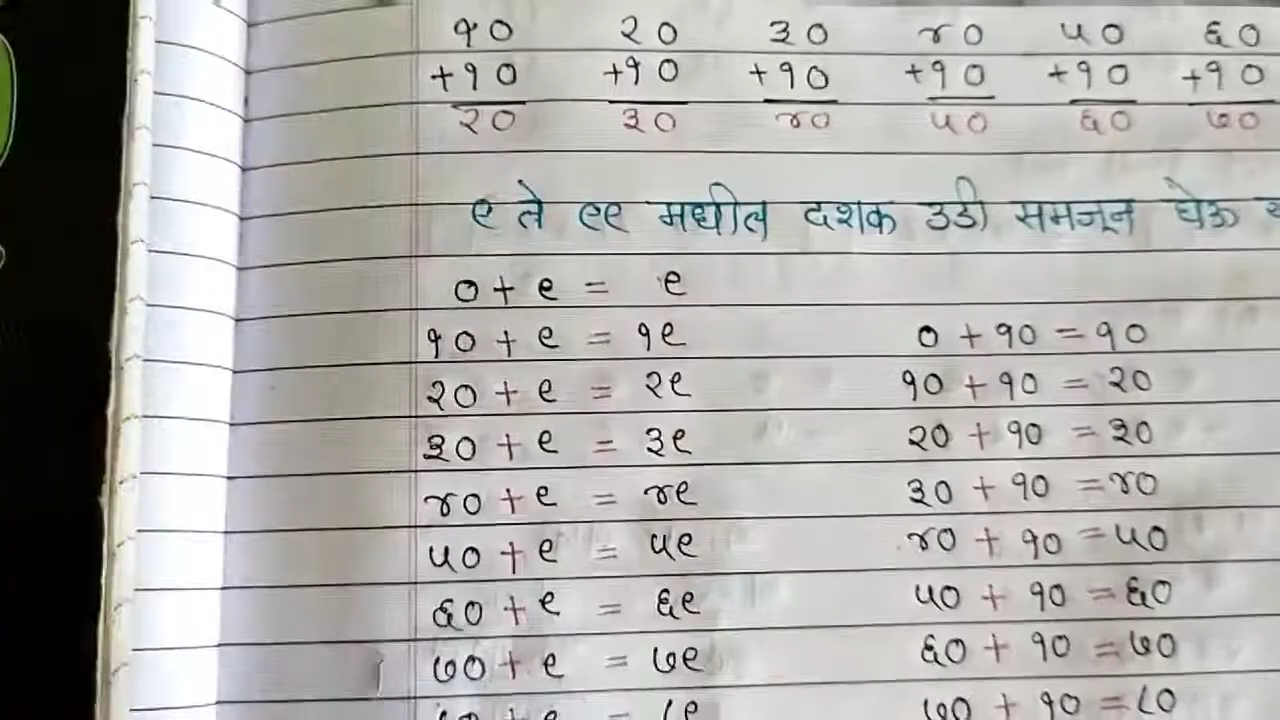 १० २० ३० ४० ५० ६०
+१० +१० +१० +१० +१० +१०
२० ३० ४० ५० ६० ७०
९ ते ९९ मधील दशक उडी समजून घेऊ
० + ९ = ९
१० + ९ = १९ ० + १० = १०
२० + ९ = २९ १० + १० = २०
३० + ९ = ३९ २० + १० = ३०
४० + ९ = ४९ ३० + १० = ४०
५० + ९ = ५९ ४० + १० = ५०
६० + ९ = ६९ ५० + १० = ६०
७० + ९ = ७९ ६० + १० = ७०
८० + ९ = ८९ ७० + १० = ८०